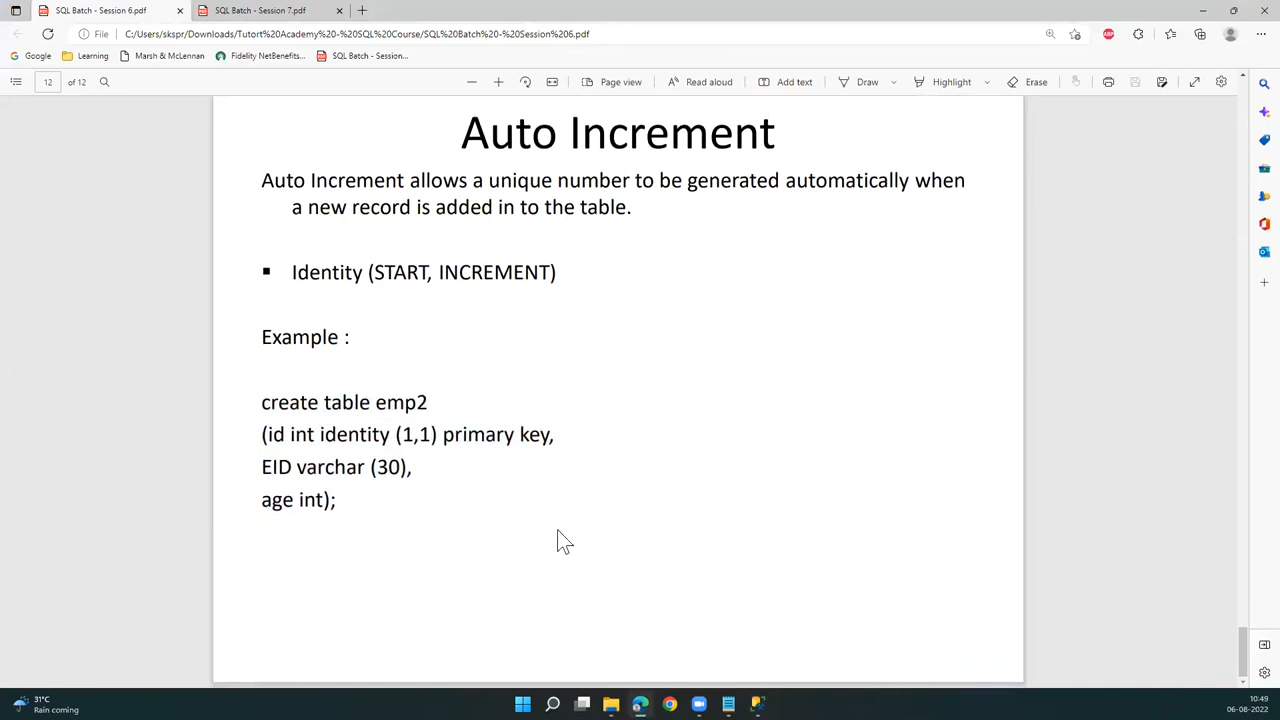 SQL Batch - Session 6.pdf
SQL Batch - Session 7.pdf
File
C:/Users/skspr/Downloads/Tutort%20Academy%20-%20SQL%20Course/SQL%20Batch%20-%20Session%206.pdf
Google
Learning
Marsh & McLennan
Fidelity NetBenefits...
SQL Batch - Session...
12 of 12
Page view
Read aloud
Add text
Draw
Highlight
Erase
Auto Increment
Auto Increment allows a unique number to be generated automatically when
a new record is added in to the table.
▪ Identity (START, INCREMENT)
Example :
create table emp2
(id int identity (1,1) primary key,
EID varchar (30),
age int);
31°C
Rain coming
10:49
06-08-2022